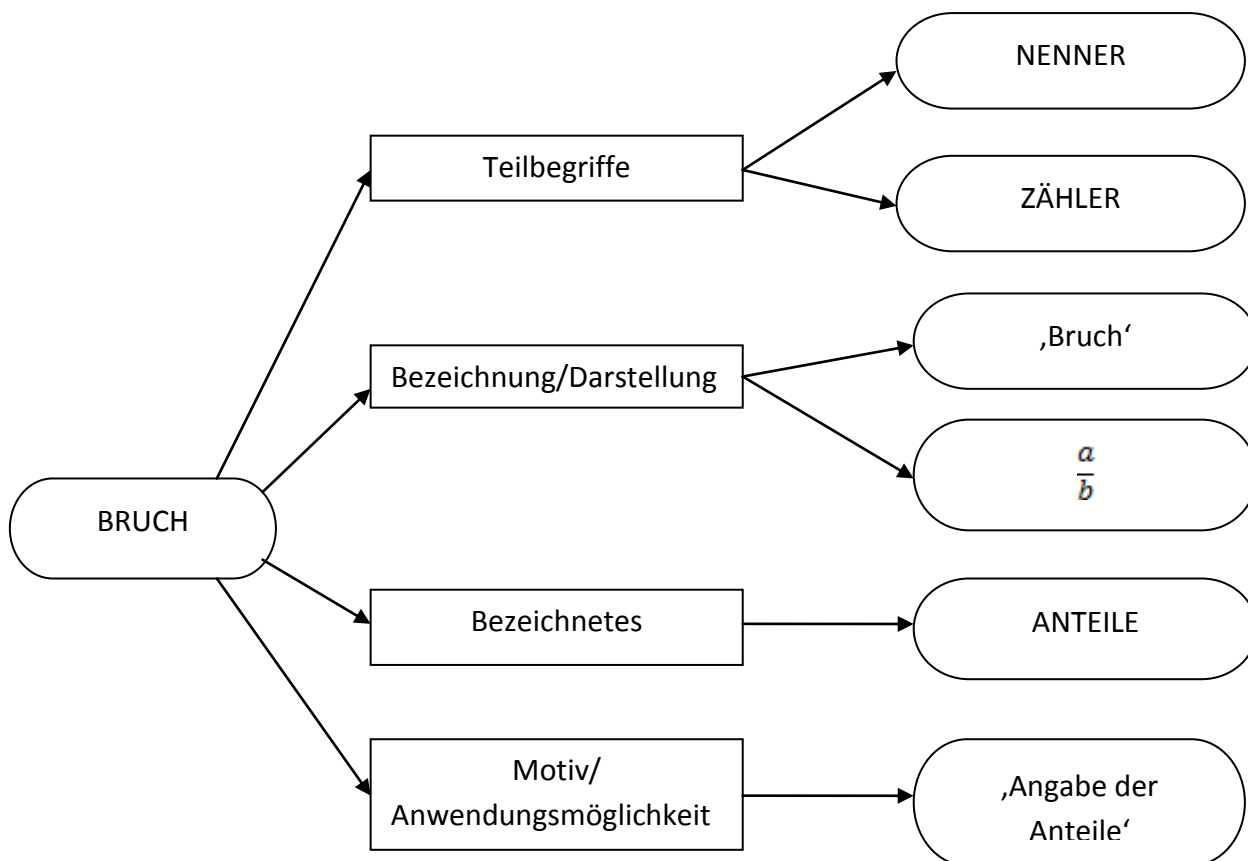 NENNER
Teilbegriffe
ZÄHLER
‚Bruch‘
Bezeichnung/Darstellung
a
b
BRUCH
Bezeichnetes
ANTEILE
Motiv/
Anwendungsmöglichkeit
‚Angabe der
Anteile‘